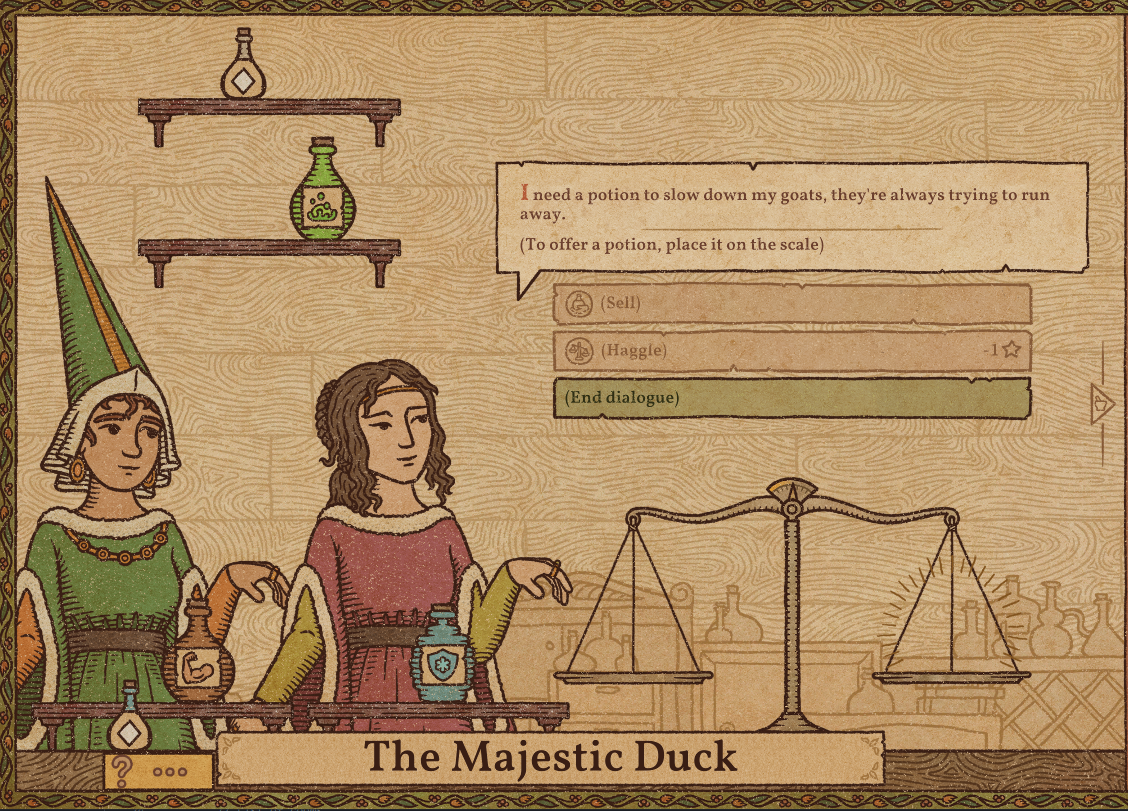 I need a potion to slow down my goats, they're always trying to run
away.
(To offer a potion, place it on the scale)
(Sell)
(Haggle) -1
(End dialogue)
The Majestic Duck
? ...